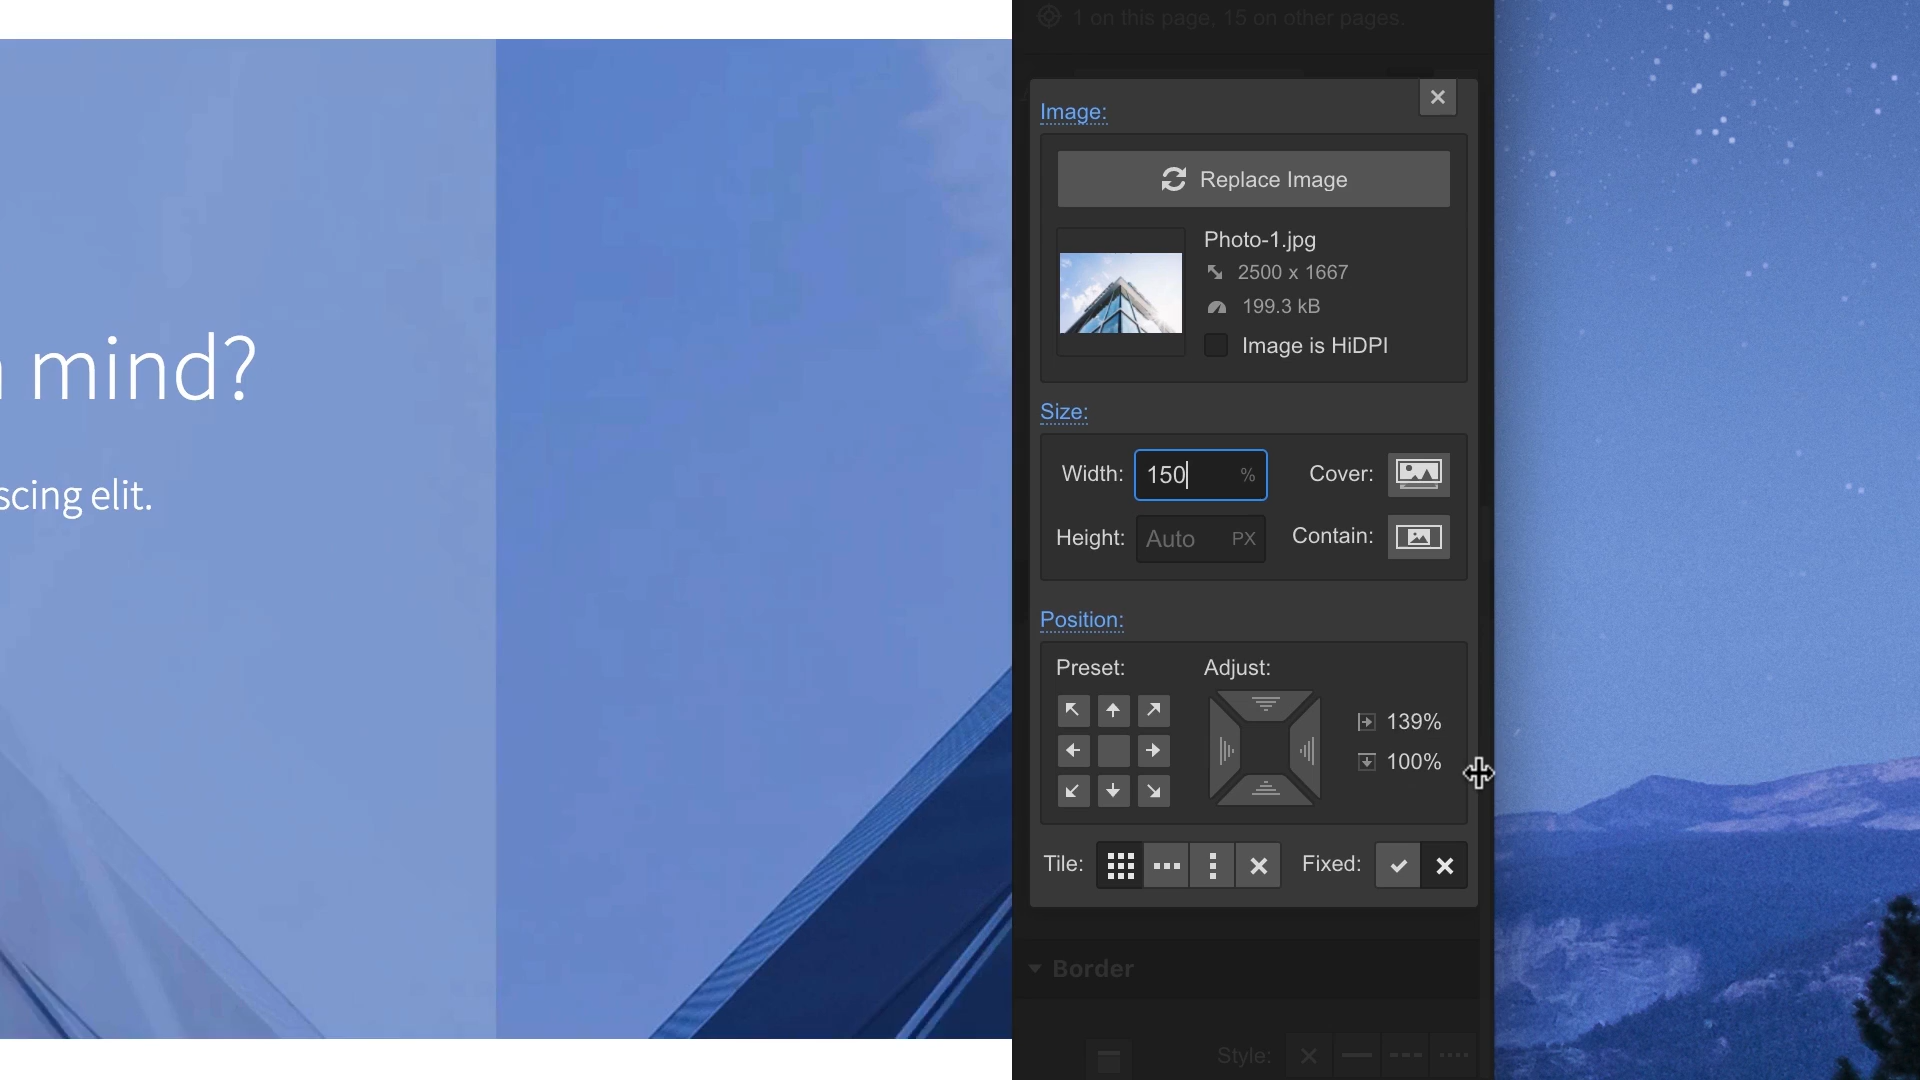 mind?
scing elit.
1 on this page, 15 on other pages.
Image:
Replace Image
Photo-1.jpg
2500 x 1667
199.3 kB
Image is HiDPI
Size:
Width: 150 % Cover:
Height: Auto PX Contain:
Position:
Preset: Adjust:
139%
100%
Tile: Fixed:
Border
Style: